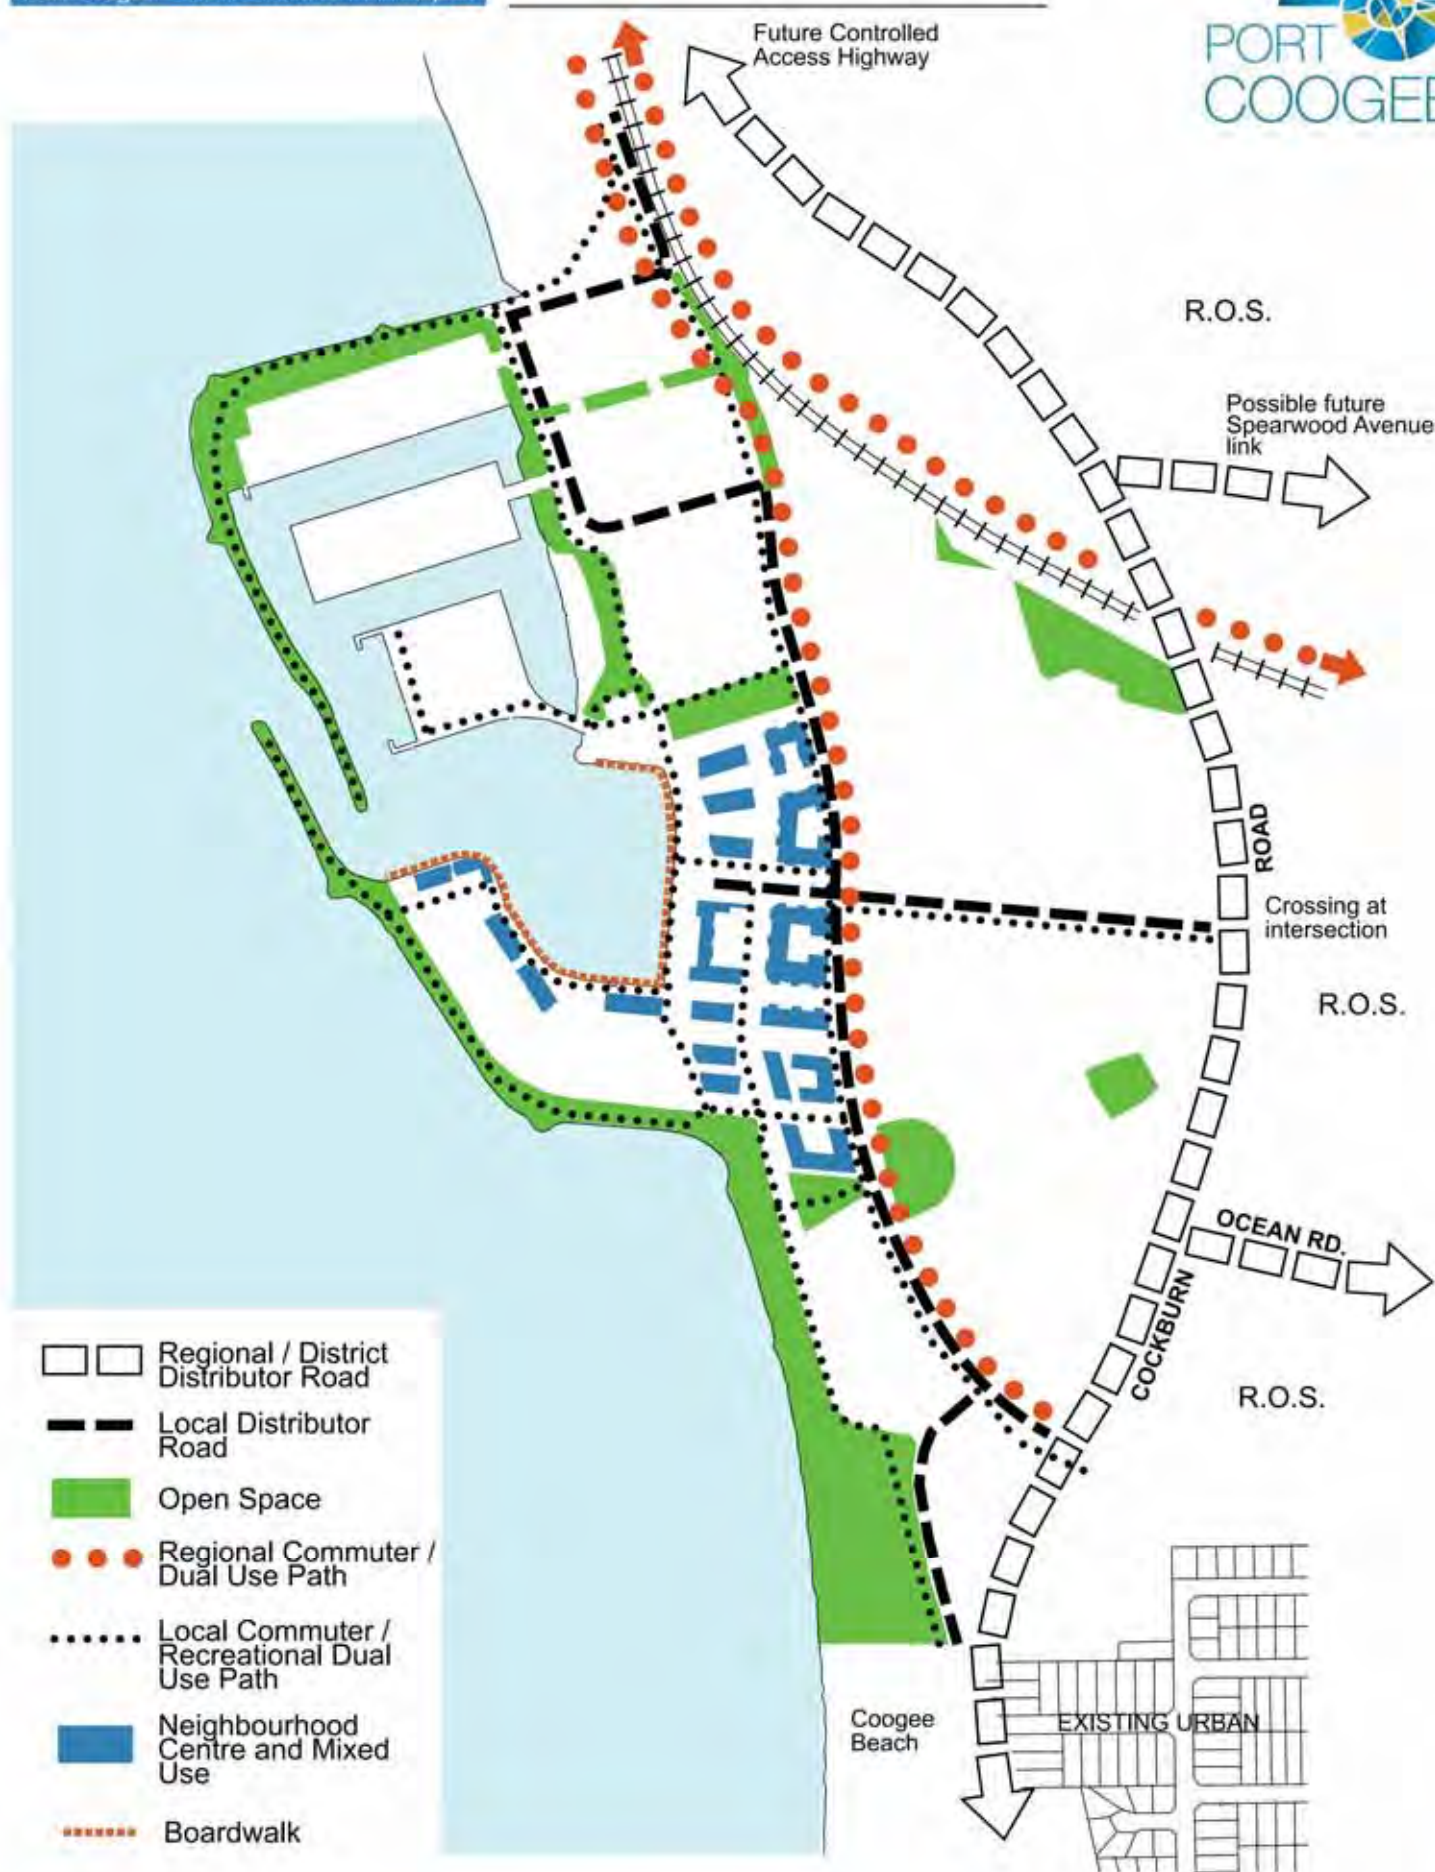 Future Controlled
Access Highway
PORT
COOGEE
R.O.S.
Possible future
Spearwood Avenue
link
ROAD
Crossing at
intersection
R.O.S.
OCEAN RD.
COCKBURN
R.O.S.
Regional / District
Distributor Road
Local Distributor
Road
Open Space
Regional Commuter /
Dual Use Path
Local Commuter /
Recreational Dual
Use Path
Neighbourhood
Centre and Mixed
Use
Boardwalk
Coogee
Beach
EXISTING URBAN